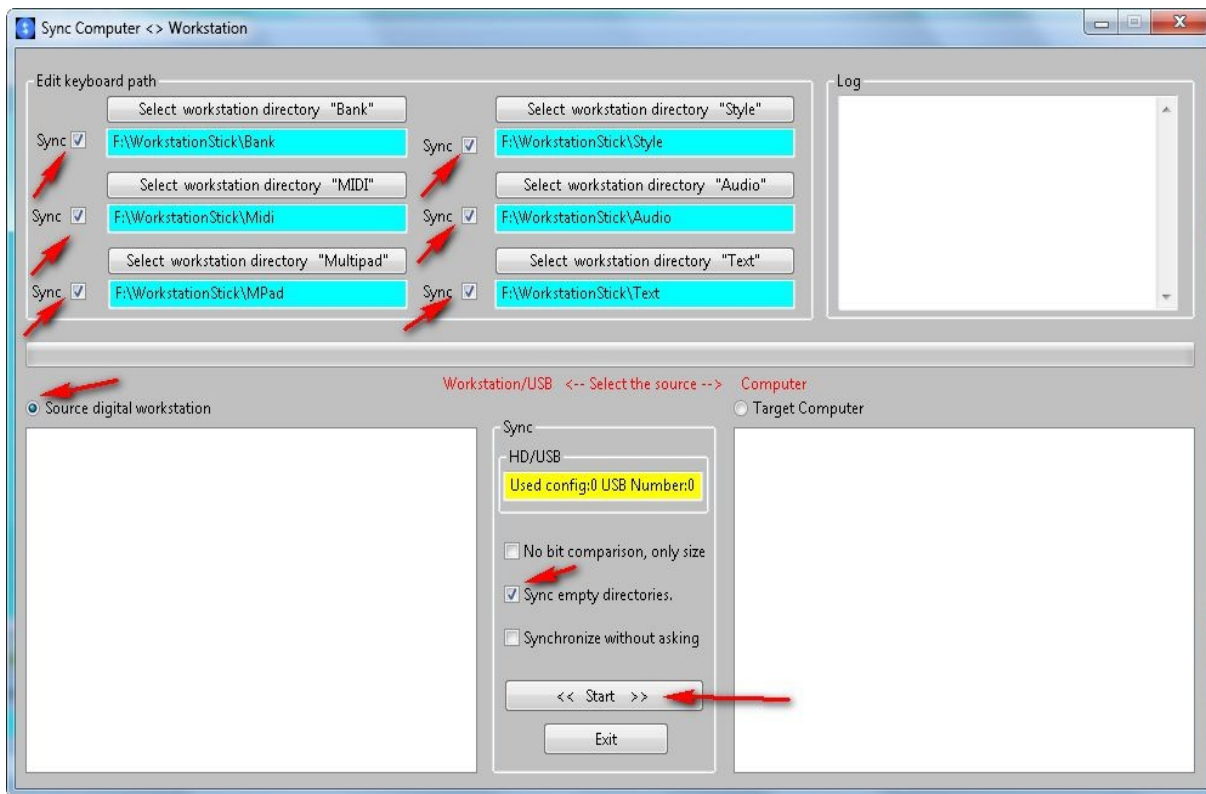 Sync Computer <> Workstation
Edit keyboard path
Log
Select workstation directory "Bank"
Select workstation directory "Style"
Sync
F:\WorkstationStick\Bank
Sync
F:\WorkstationStick\Style
Select workstation directory "MIDI"
Select workstation directory "Audio"
Sync
F:\WorkstationStick\Midi
Sync
F:\WorkstationStick\Audio
Select workstation directory "Multipad"
Select workstation directory "Text"
Sync
F:\WorkstationStick\MPad
Sync
F:\WorkstationStick\Text
Workstation/USB <-- Select the source --> Computer
Source digital workstation
Target Computer
Sync
HD/USB
Used config:0 USB Number:0
No bit comparison, only size
Sync empty directories.
Synchronize without asking
<< Start >>
Exit